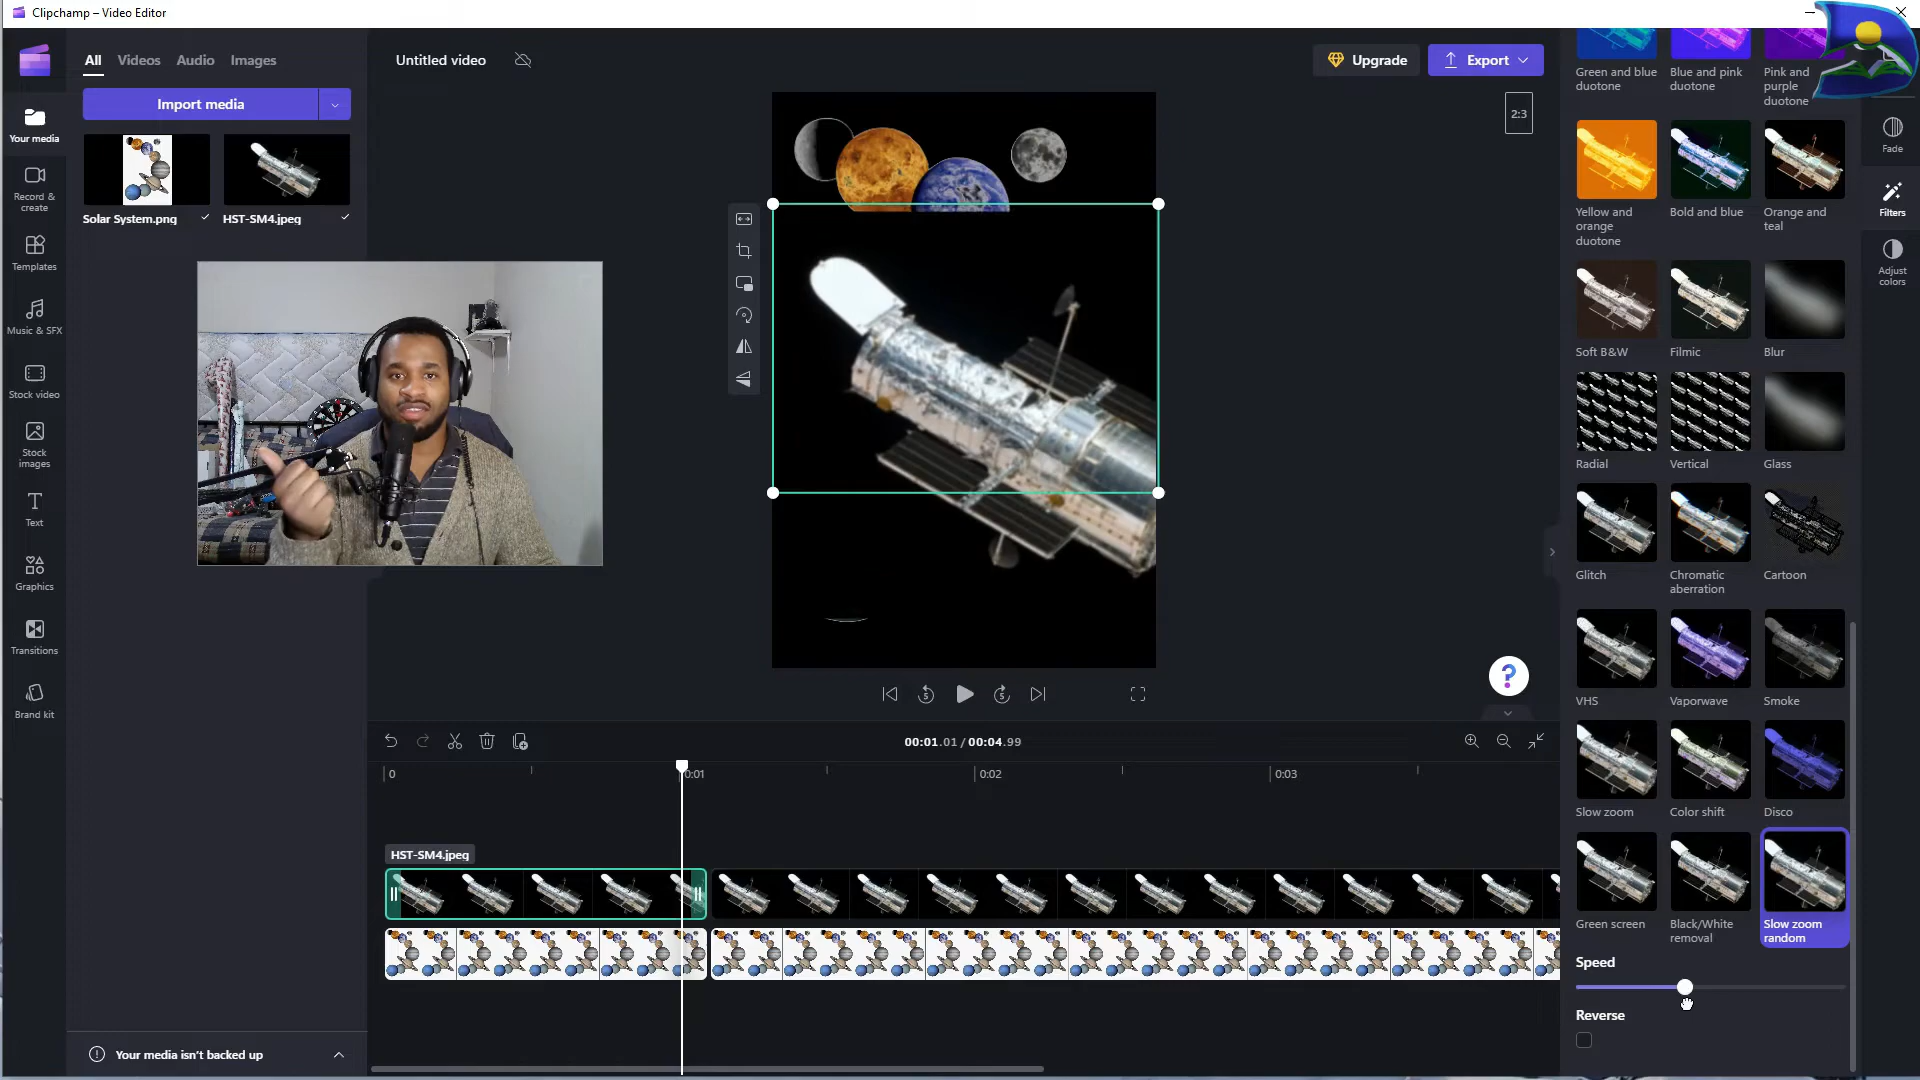 Clipchamp – Video Editor
All
Videos
Audio
Images
Import media
Solar System.png
HST-SM4.jpeg
Your media
Record &
create
Templates
Music & SFX
Stock video
Stock
images
Text
Graphics
Transitions
Brand kit
Your media isn't backed up
Untitled video
Upgrade
Export
2:3
5
5
?
00:01.01 / 00:04.99
0
0:01
0:02
0:03
HST-SM4.jpeg
Green and blue
duotone
Blue and pink
duotone
Pink and
purple
duotone
Yellow and
orange
duotone
Bold and blue
Orange and
teal
Soft B&W
Filmic
Blur
Radial
Vertical
Glass
Glitch
Chromatic
aberration
Cartoon
VHS
Vaporwave
Smoke
Slow zoom
Color shift
Disco
Green screen
Black/White
removal
Slow zoom
random
Speed
Reverse
Fade
Filters
Adjust
colors